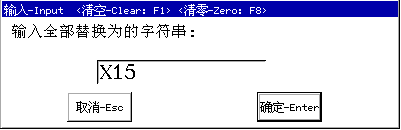 输入-Input <清空-Clear: F1> <清零-Zero: F8>
输入全部替换为的字符串:
X15
取消-Esc 确定-Enter